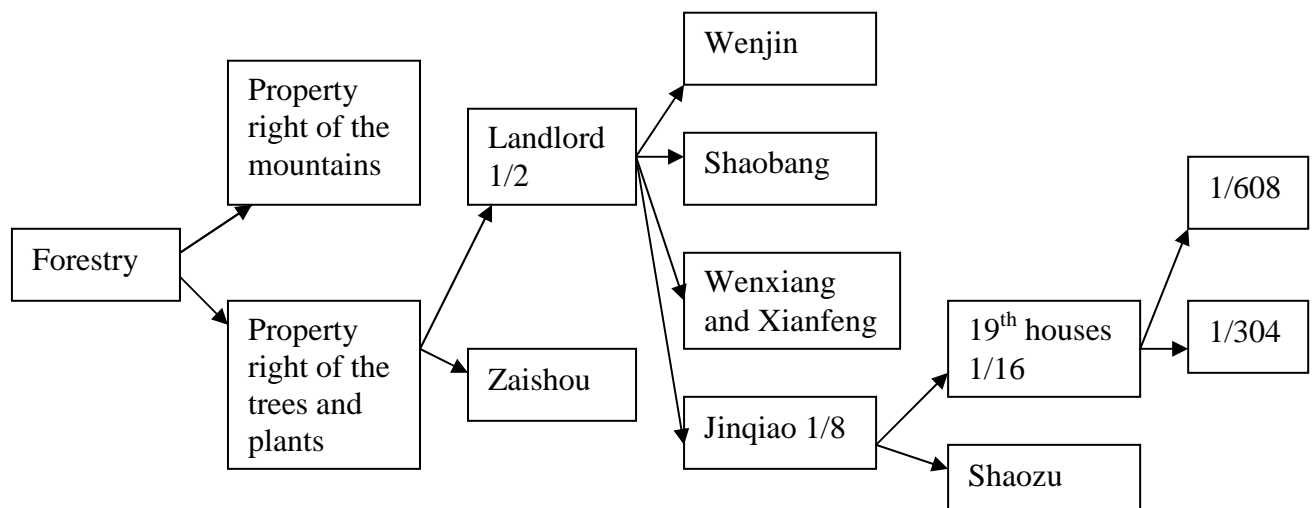 Forestry
Property
right of the
mountains
Property
right of the
trees and
plants
Landlord
1/2
Zaishou
Wenjin
Shaobang
Wenxiang
and Xianfeng
Jinqiao 1/8
19th houses
1/16
Shaozu
1/608
1/304